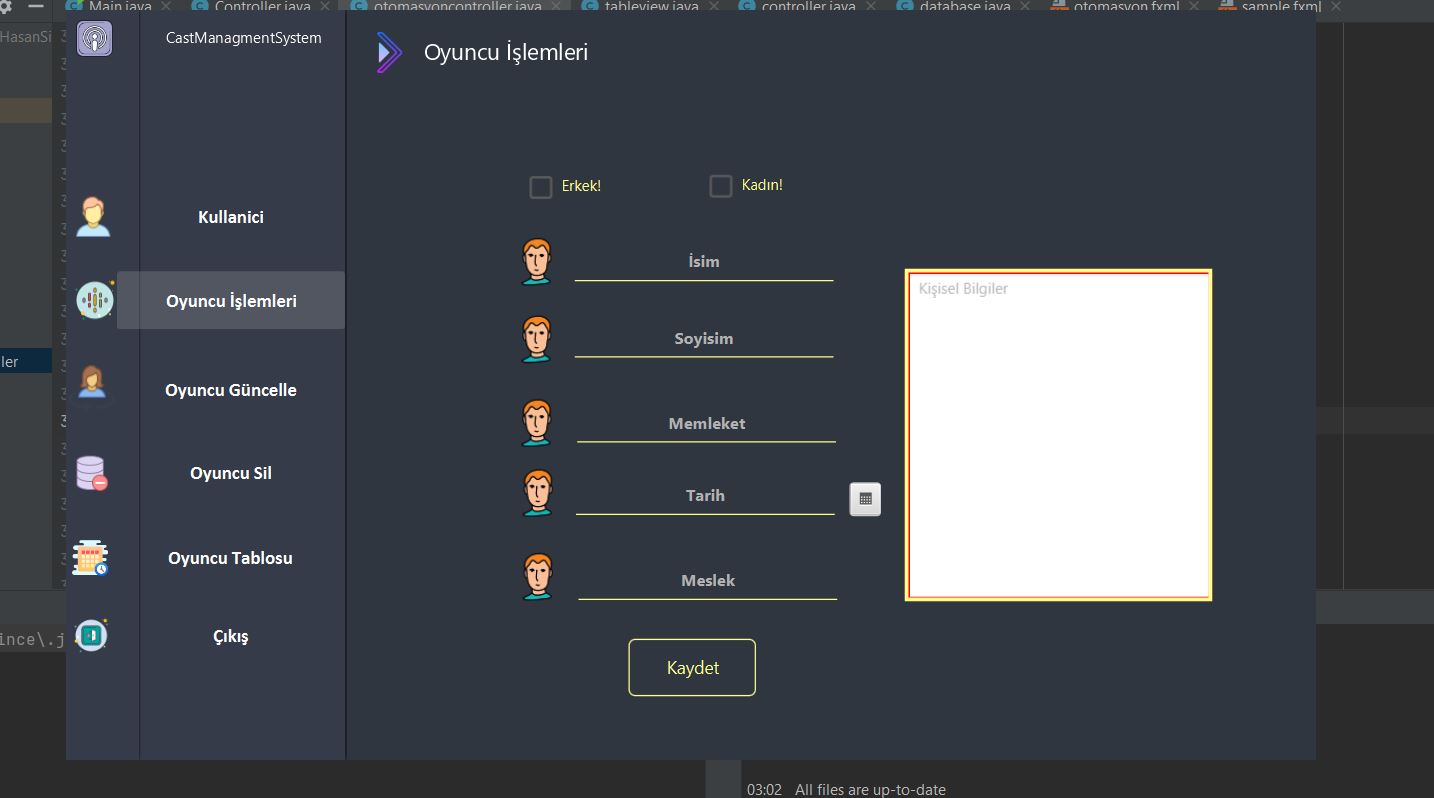 Main.java
Controller.java
otomasyoncontroller.java
tableview.java
controller.java
database.java
otomasyon.fxml
sample.fxml
HasanSi
CastManagmentSystem
Oyuncu İşlemleri
Erkek!
Kadın!
Kullanici
İsim
Kişisel Bilgiler
Oyuncu İşlemleri
Soyisim
Oyuncu Güncelle
ler
Memleket
Oyuncu Sil
Tarih
Oyuncu Tablosu
Meslek
Çıkış
ince\.j
Kaydet
03:02 All files are up-to-date